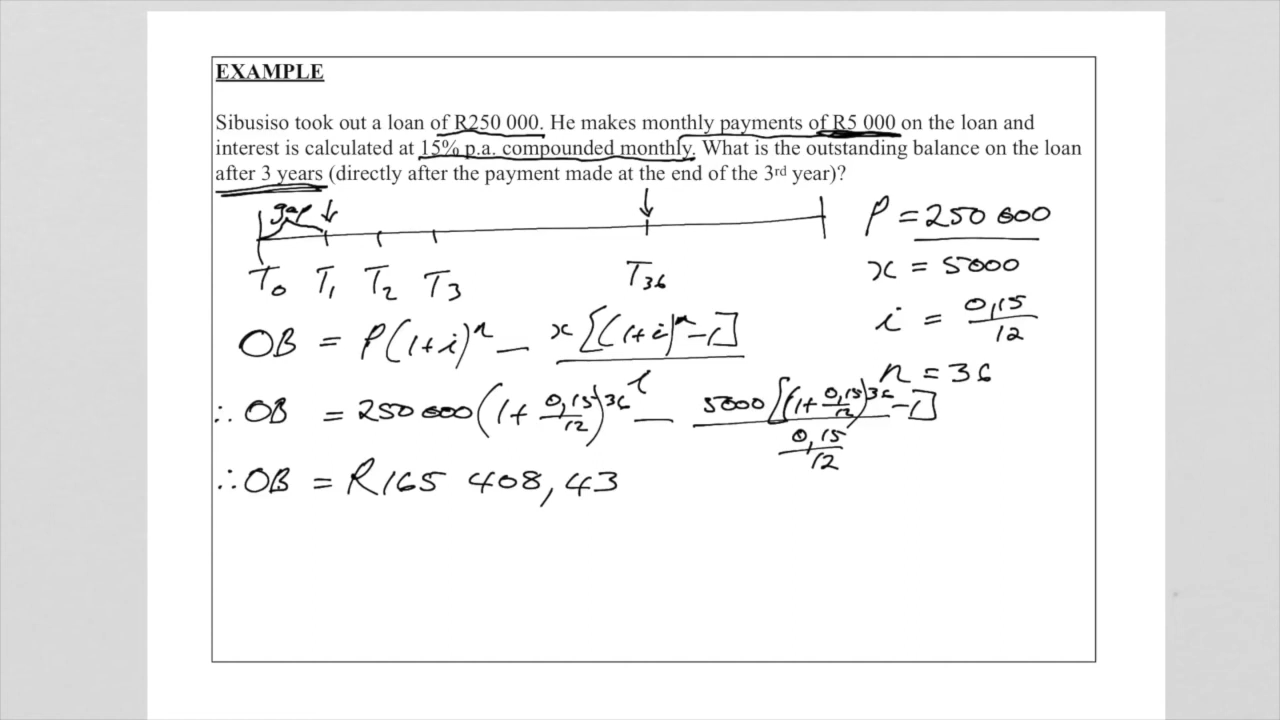 EXAMPLE
Sibusiso took out a loan of R250 000. He makes monthly payments of R5 000 on the loan and
interest is calculated at 15% p.a. compounded monthly. What is the outstanding balance on the loan
after 3 years (directly after the payment made at the end of the 3rd year)?
gap
T₀ T₁ T₂ T₃ T₃₆
P = 250 000
x = 5000
i = 0,15/12
n = 36
OB = P(1+i)ⁿ − x[(1+i)ⁿ−1]/i
∴ OB = 250 000(1+0,15/12)³⁶ − 5000[(1+0,15/12)³⁶−1]/(0,15/12)
∴ OB = R165 408,43